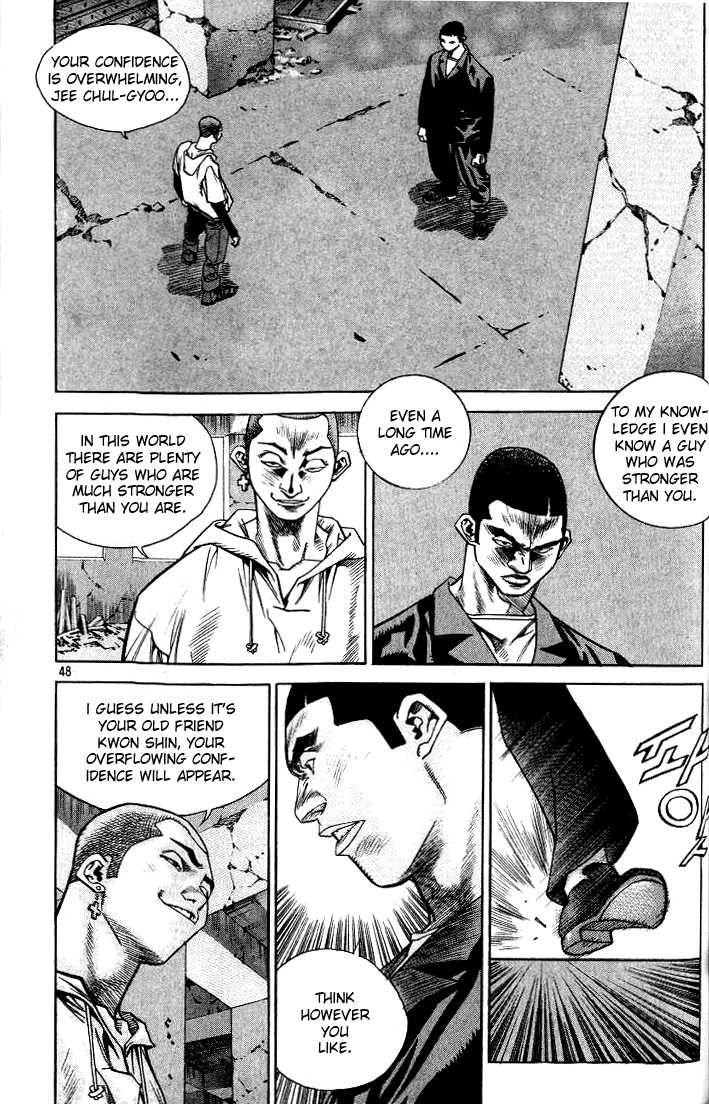 YOUR CONFIDENCE
IS OVERWHELMING,
JEE CHUL-GYOO...
IN THIS WORLD
THERE ARE PLENTY
OF GUYS WHO ARE
MUCH STRONGER
THAN YOU ARE.
EVEN A
LONG TIME
AGO....
TO MY KNOW-
LEDGE I EVEN
KNOW A GUY
WHO WAS
STRONGER
THAN YOU.
48
I GUESS UNLESS IT'S
YOUR OLD FRIEND
KWON SHIN, YOUR
OVERFLOWING CONF-
IDENCE WILL APPEAR.
THINK
HOWEVER
YOU
LIKE.